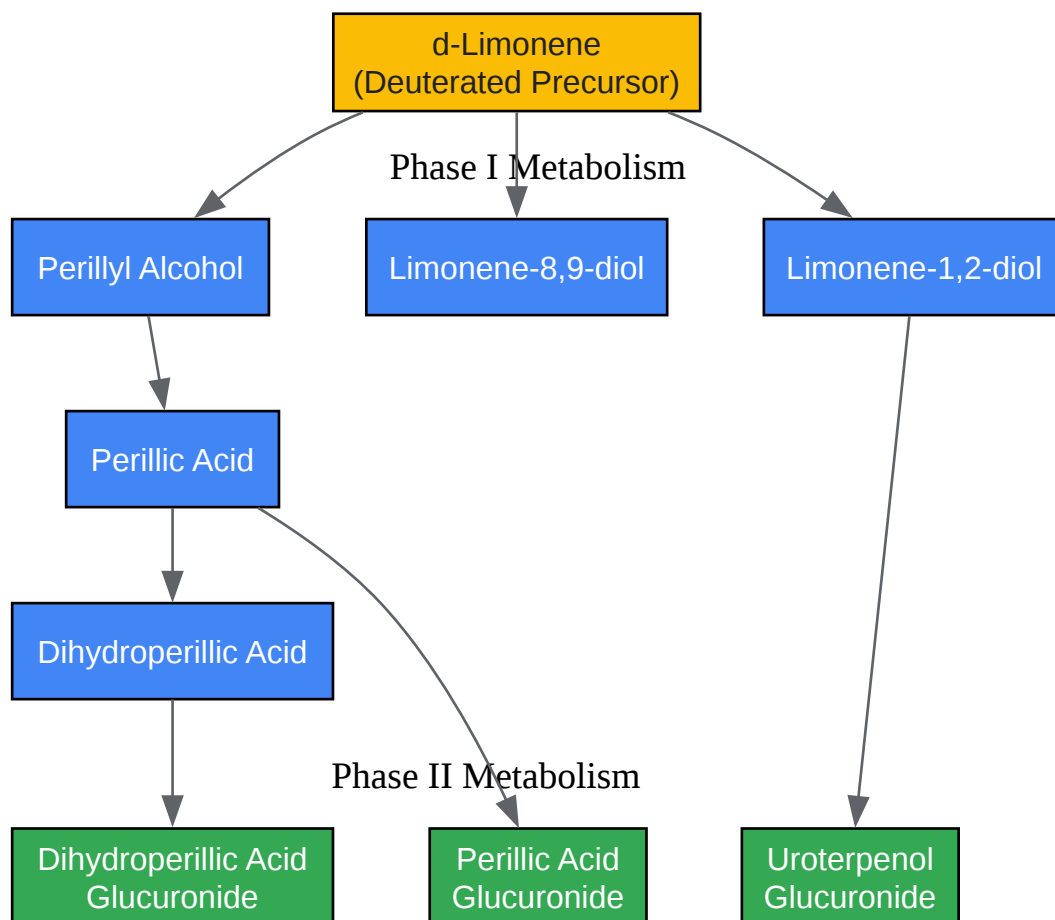 d-Limonene
(Deuterated Precursor)
Phase I Metabolism
Perillyl Alcohol
Limonene-8,9-diol
Limonene-1,2-diol
Perillic Acid
Dihydroperillic Acid
Phase II Metabolism
Dihydroperillic Acid
Glucuronide
Perillic Acid
Glucuronide
Uroterpenol
Glucuronide